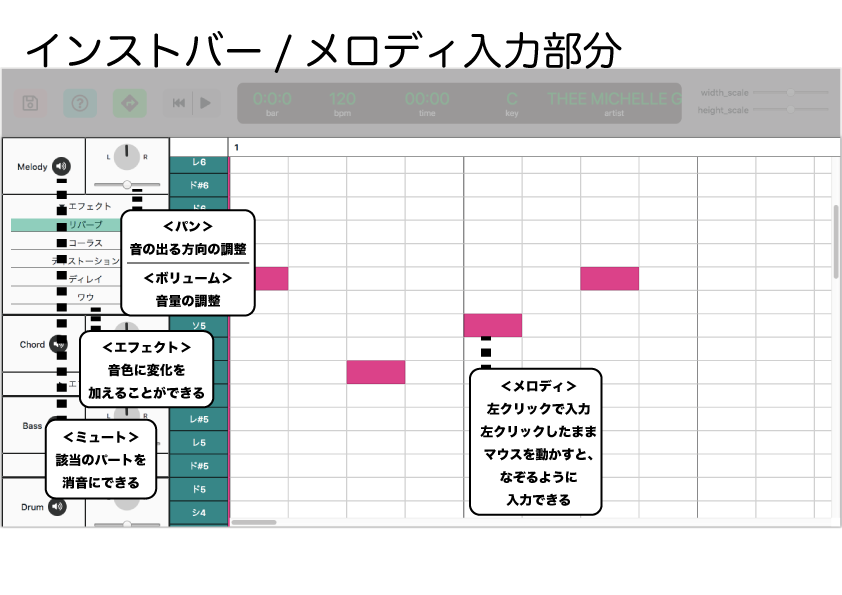 インストバー / メロディ入力部分
0:0:0
bar
120
bpm
00:00
time
C
key
THEE MICHELLE G
artist
width_scale
height_scale
1
Melody
L
R
エフェクト
リバーブ
コーラス
ディストーション
ディレイ
ワウ
Chord
エ
Bass
L
R
Drum
レ6
ド#6
ド6
ソ5
レ#5
レ5
ド#5
ド5
シ4
＜パン＞
音の出る方向の調整
＜ボリューム＞
音量の調整
＜エフェクト＞
音色に変化を
加えることができる
＜ミュート＞
該当のパートを
消音にできる
＜メロディ＞
左クリックで入力
左クリックしたまま
マウスを動かすと、
なぞるように
入力できる